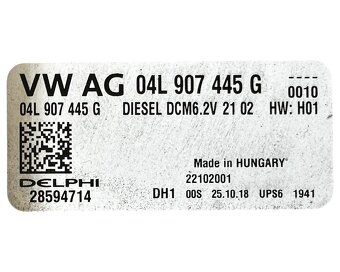 VW AG 04L 907 445 G ---- 0010
04L 907 445 G DIESEL DCM6.2V 21 02 HW: H01
Made in HUNGARY
22102001
DELPHI
28594714 DH1 00S 25.10.18 UPS6 1941